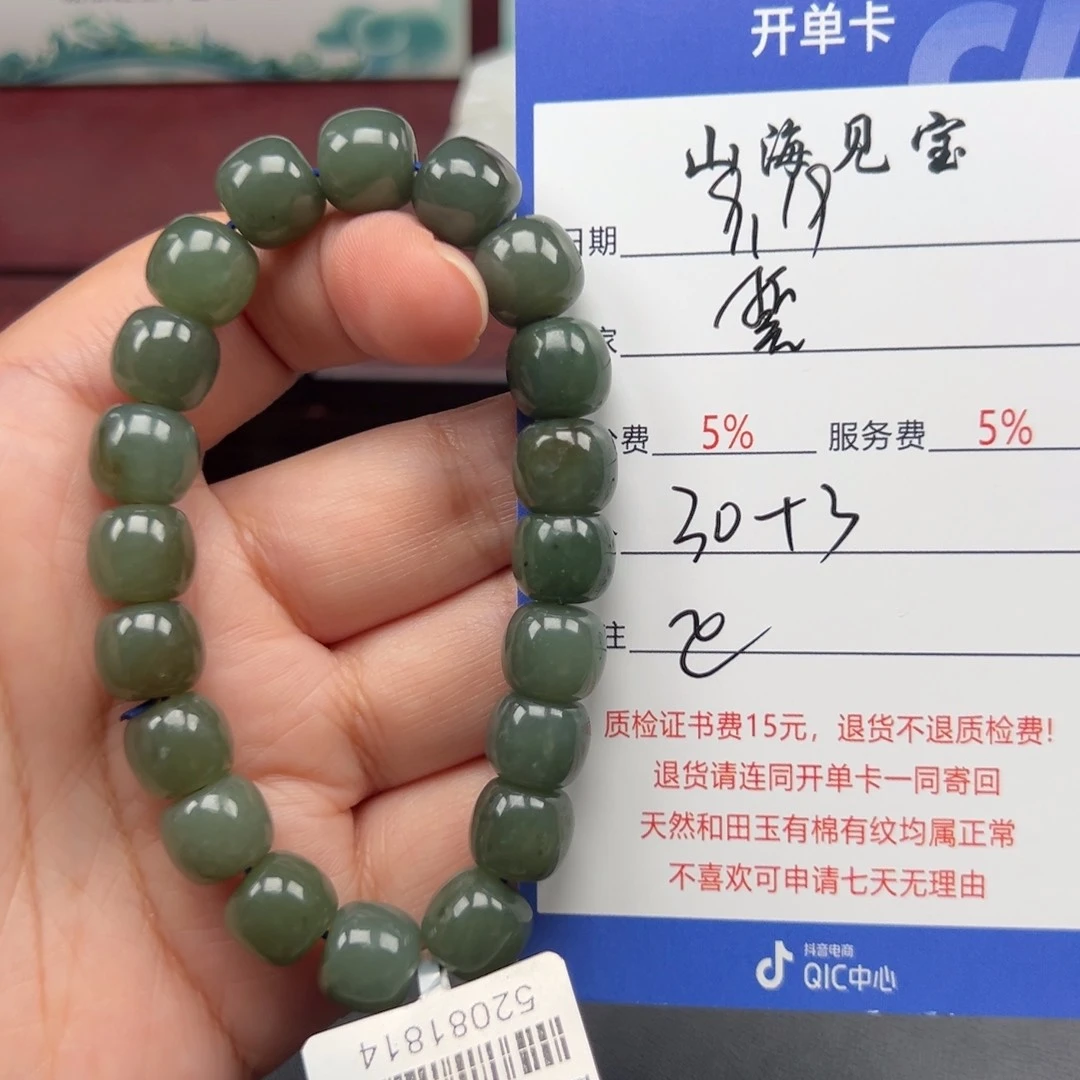 开单卡
山海见宝
日期
家
费 5% 服务费 5%
30+3
注
质检证书费15元，退货不退质检费!
退货请连同开单卡一同寄回
天然和田玉有棉有纹均属正常
不喜欢可申请七天无理由
抖音电商
QIC中心
52081814